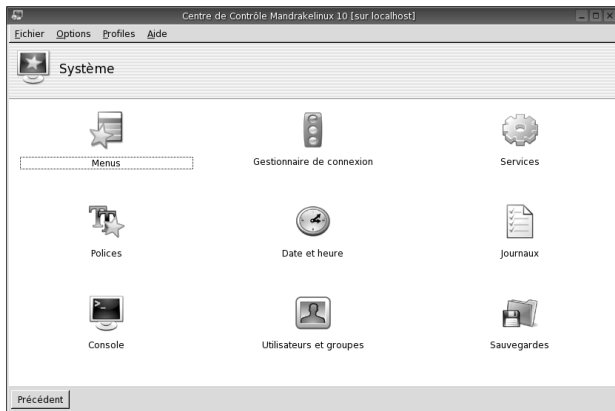 Centre de Contrôle Mandrakelinux 10 [sur localhost]
Fichier Options Profiles Aide
Système
Menus Gestionnaire de connexion Services
Polices Date et heure Journaux
Console Utilisateurs et groupes Sauvegardes
Précédent